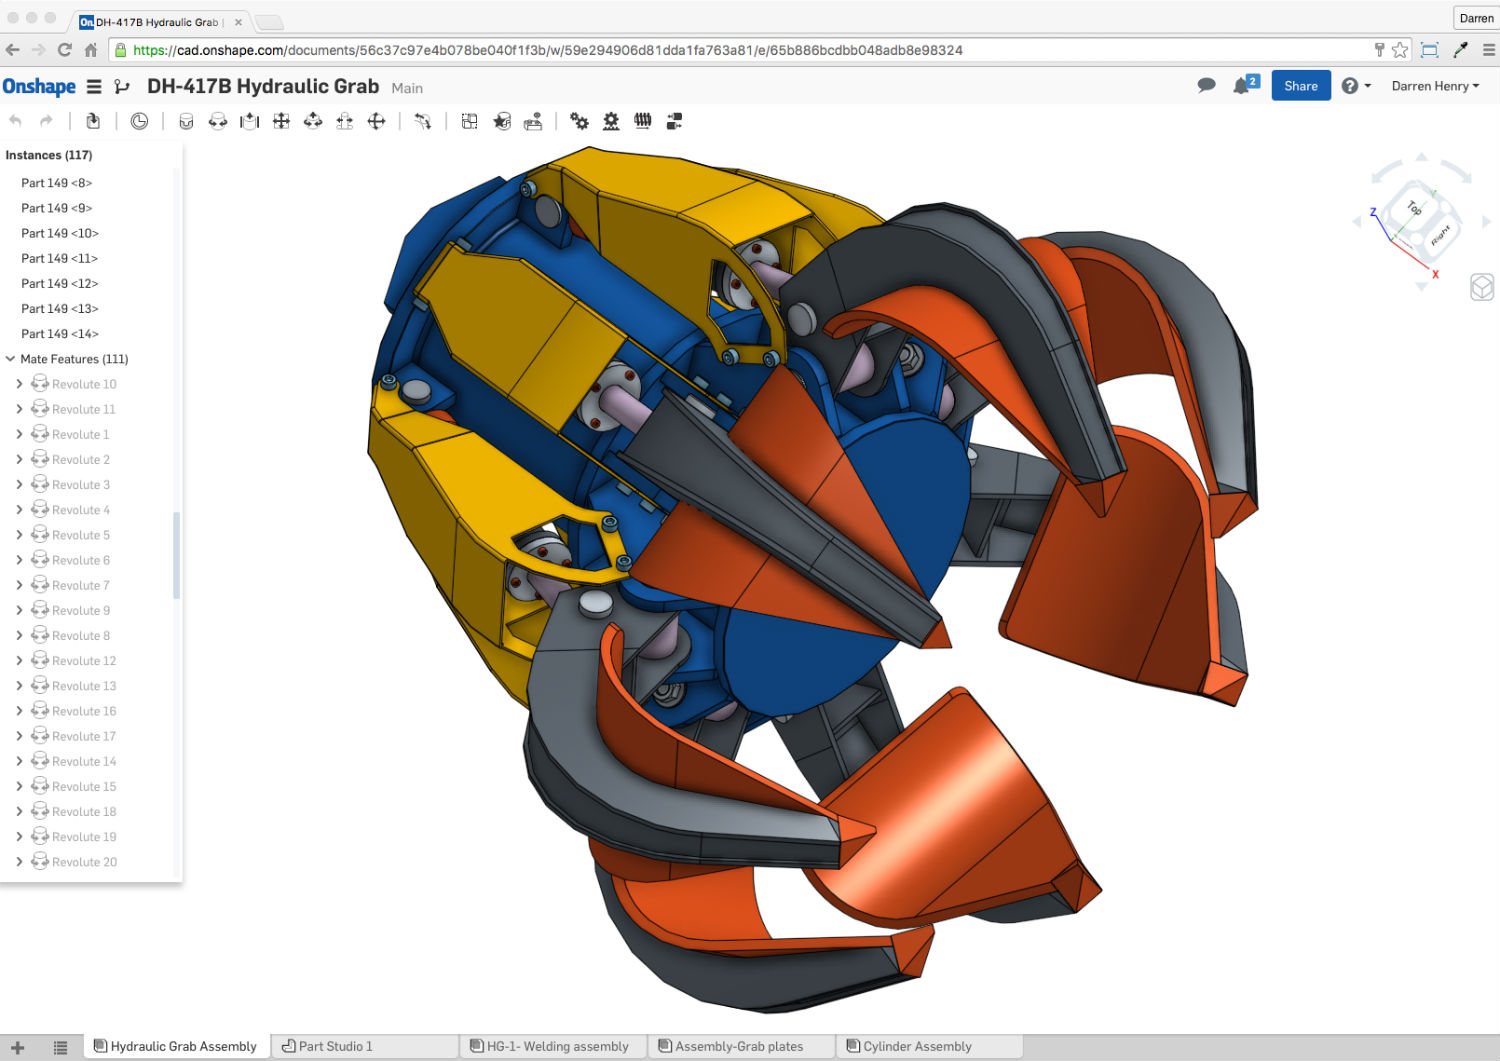 DH-417B Hydraulic Grab
Darren
https://cad.onshape.com/documents/56c37c97e4b078be040f1f3b/w/59e294906d81dda1fa763a81/e/65b886bcdbb048adb8e98324
Onshape DH-417B Hydraulic Grab Main 2 Share Darren Henry
Instances (117)
Part 149 <8>
Part 149 <9>
Part 149 <10>
Part 149 <11>
Part 149 <12>
Part 149 <13>
Part 149 <14>
Mate Features (111)
Revolute 10
Revolute 11
Revolute 1
Revolute 2
Revolute 3
Revolute 4
Revolute 5
Revolute 6
Revolute 7
Revolute 9
Revolute 8
Revolute 12
Revolute 13
Revolute 16
Revolute 17
Revolute 14
Revolute 15
Revolute 18
Revolute 19
Revolute 20
Top
Z
Right
X
Hydraulic Grab Assembly Part Studio 1 HG-1- Welding assembly Assembly-Grab plates Cylinder Assembly